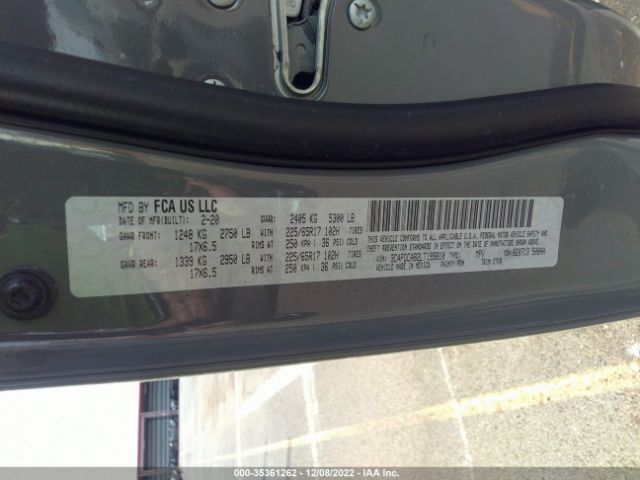 MFD BY FCA US LLC
DATE OF MFR(BUILT): 2-20 GVWR: 2405 KG 5300 LB
GAWR FRONT: 1248 KG 2750 LB 225/65R17 102H TIRES
17X6.5 RIMS AT 250 KPA ( 36 PSI) COLD
GAWR REAR: 1339 KG 2950 LB 225/65R17 102H TIRES
17X6.5 RIMS AT 250 KPA ( 36 PSI) COLD
THIS VEHICLE CONFORMS TO ALL APPLICABLE U.S.A. FEDERAL MOTOR VEHICLE SAFETY AND
THEFT PREVENTION STANDARDS IN EFFECT ON THE DATE OF MANUFACTURE SHOWN ABOVE.
VIN: 3C4PDCAB2LT199810 TYPE: MPV
MADE IN MEXICO
000-35361262 - 12/08/2022 - IAA Inc.